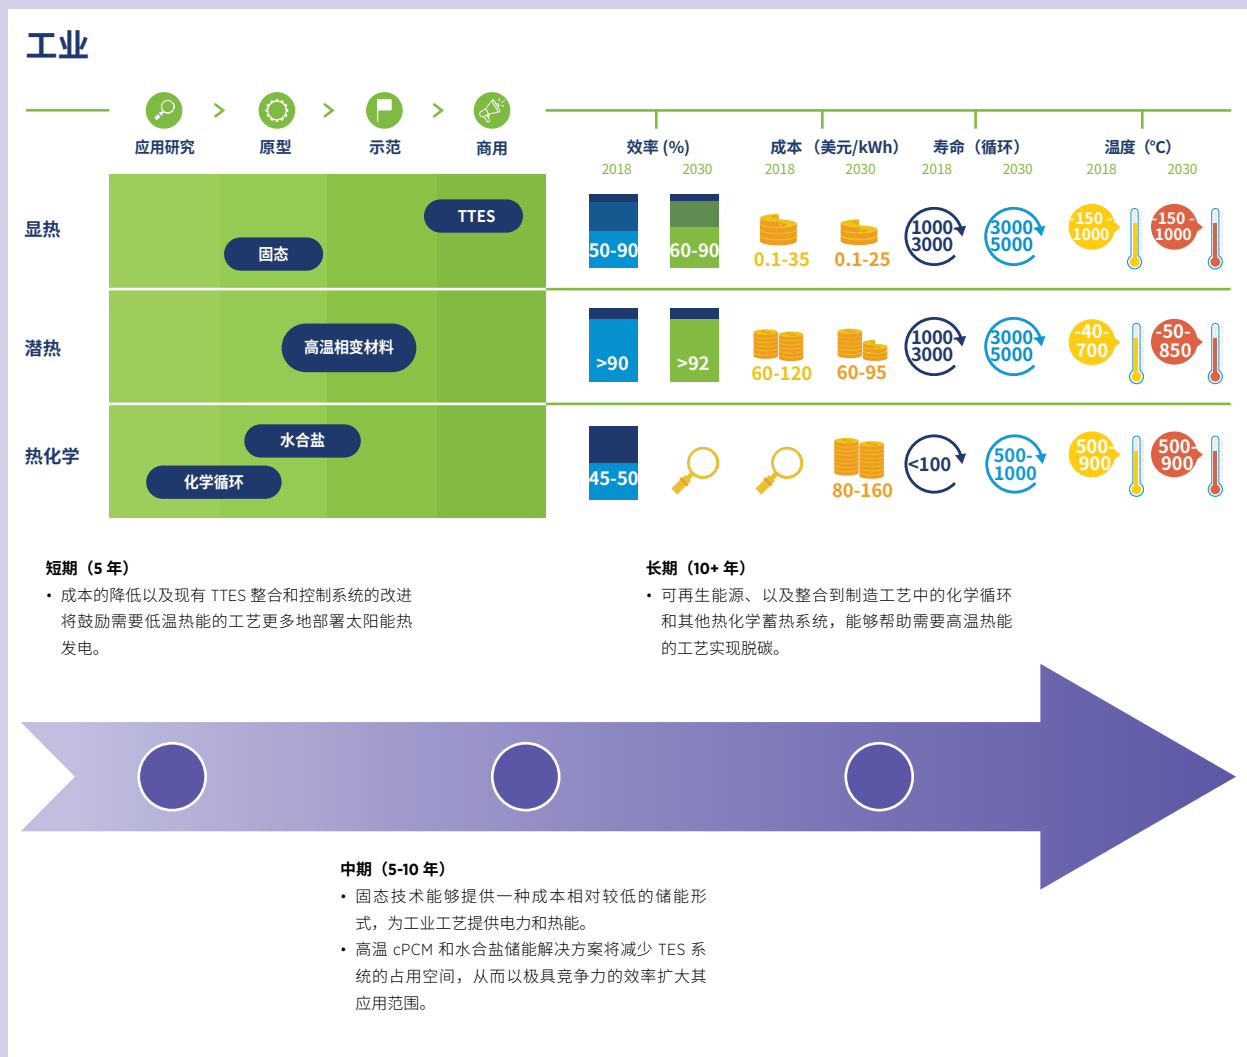 工业
应用研究
原型
示范
商用
效率 (%)
成本（美元/kWh）
寿命（循环）
温度（℃）
2018
2030
2018
2030
2018
2030
2018
2030
显热
TTES
固态
50-90
60-90
0.1-35
0.1-25
1000-
3000
3000-
5000
-150 -
1000
-150 -
1000
潜热
高温相变材料
>90
>92
60-120
60-95
1000-
3000
3000-
5000
-40-
700
-50-
850
热化学
水合盐
化学循环
45-50
80-160
<100
500-
1000
500-
900
500-
900
短期（5 年）
• 成本的降低以及现有 TTES 整合和控制系统的改进
将鼓励需要低温热能的工艺更多地部署太阳能热
发电。
长期（10+ 年）
• 可再生能源、以及整合到制造工艺中的化学循环
和其他热化学蓄热系统，能够帮助需要高温热能
的工艺实现脱碳。
中期（5-10 年）
• 固态技术能够提供一种成本相对较低的储能形
式，为工业工艺提供电力和热能。
• 高温 cPCM 和水合盐储能解决方案将减少 TES 系
统的占用空间，从而以极具竞争力的效率扩大其
应用范围。